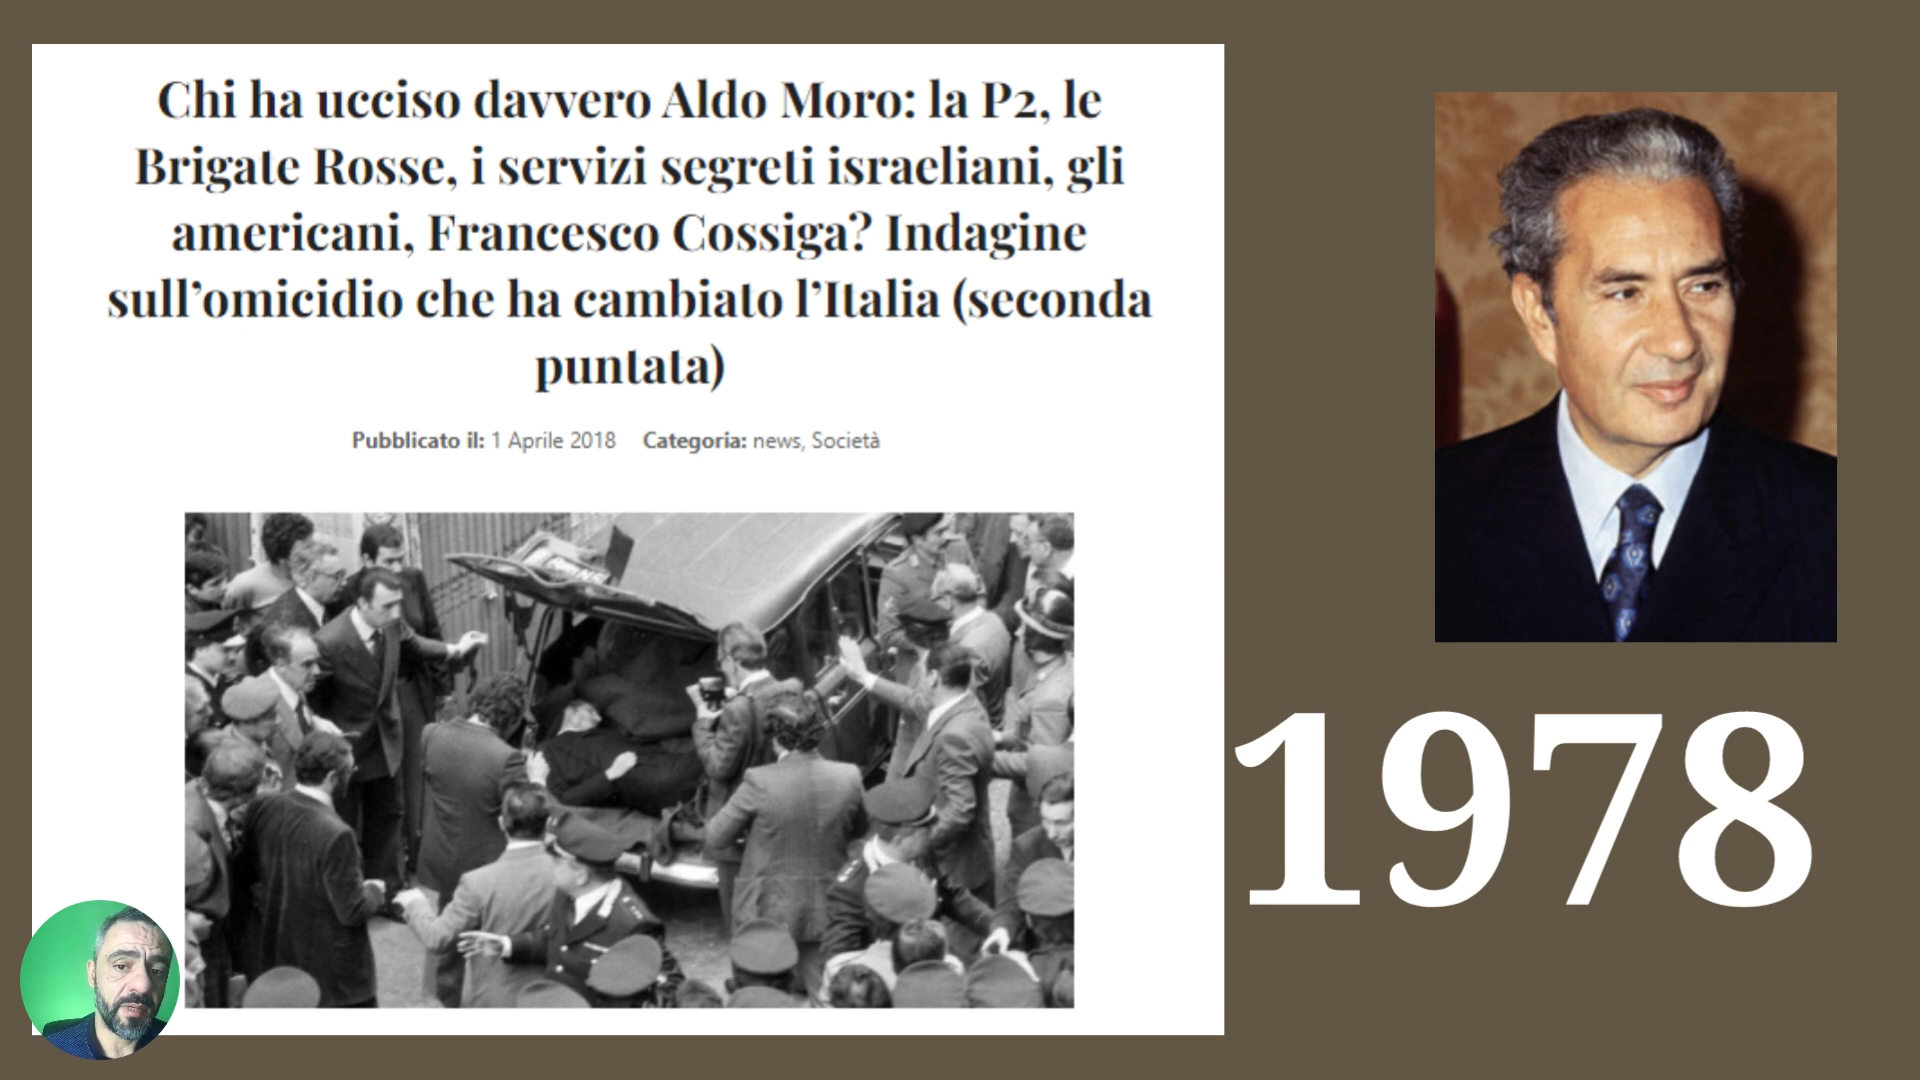 Chi ha ucciso davvero Aldo Moro: la P2, le
Brigate Rosse, i servizi segreti israeliani, gli
americani, Francesco Cossiga? Indagine
sull’omicidio che ha cambiato l’Italia (seconda
puntata)
Pubblicato il: 1 Aprile 2018 Categoria: news, Società
1978